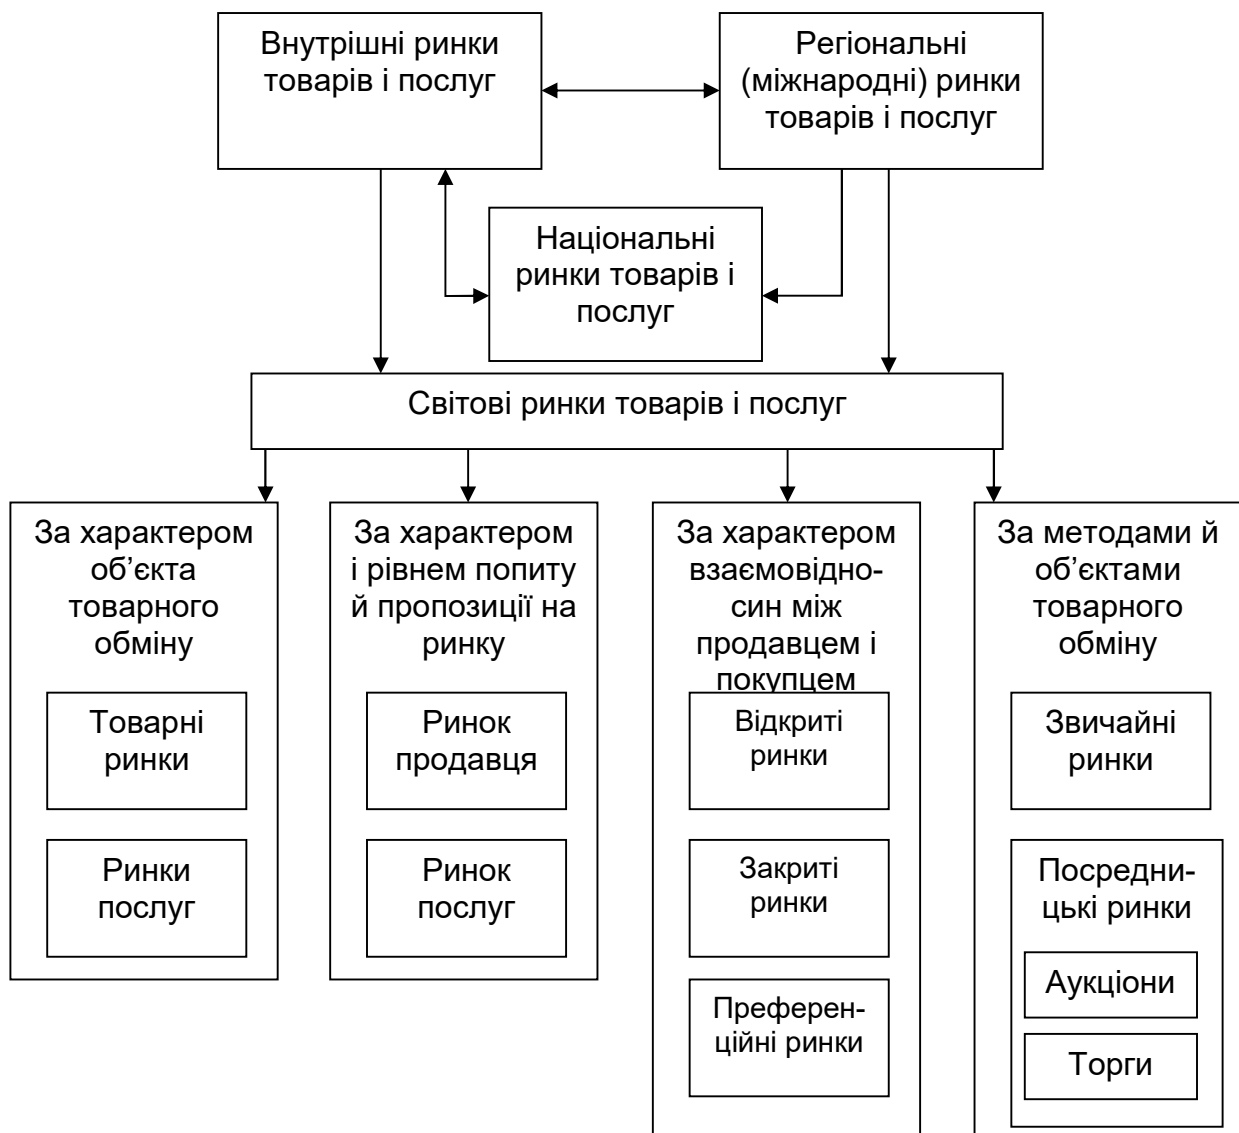 Внутрішні ринки
товарів і послуг
Регіональні
(міжнародні) ринки
товарів і послуг
Національні
ринки товарів і
послуг
Світові ринки товарів і послуг
За характером
об’єкта
товарного
обміну
Товарні
ринки
Ринки
послуг
За характером
і рівнем попиту
й пропозиції на
ринку
Ринок
продавця
Ринок
послуг
За характером
взаємовідно-
син між
продавцем і
покупцем
Відкриті
ринки
Закриті
ринки
Преферен-
ційні ринки
За методами й
об’єктами
товарного
обміну
Звичайні
ринки
Посредни-
цькі ринки
Аукціони
Торги